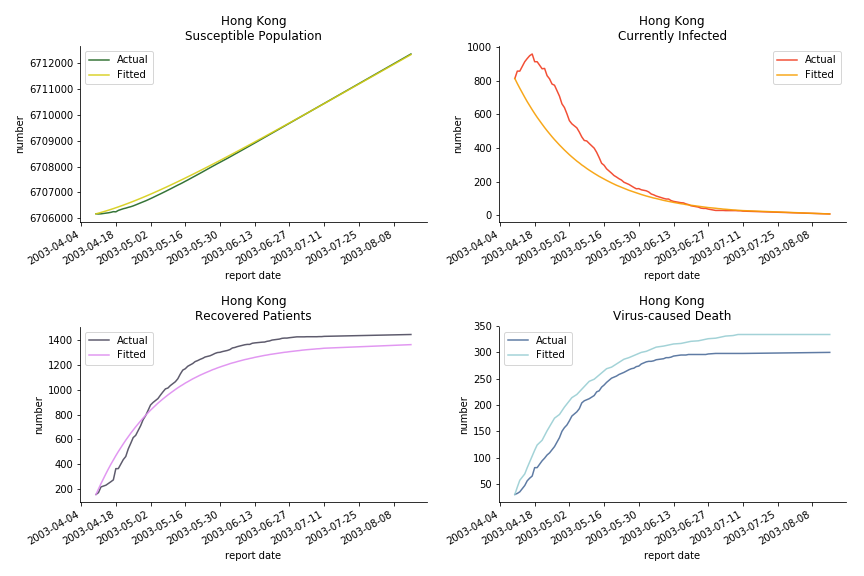 Hong Kong
Susceptible Population
Actual
Fitted
6712000
6711000
6710000
6709000
6708000
6707000
6706000
number
2003-04-04
2003-04-18
2003-05-02
2003-05-16
2003-05-30
2003-06-13
2003-06-27
2003-07-11
2003-07-25
2003-08-08
report date
Hong Kong
Currently Infected
Actual
Fitted
1000
800
600
400
200
0
number
2003-04-04
2003-04-18
2003-05-02
2003-05-16
2003-05-30
2003-06-13
2003-06-27
2003-07-11
2003-07-25
2003-08-08
report date
Hong Kong
Recovered Patients
Actual
Fitted
1400
1200
1000
800
600
400
200
number
2003-04-04
2003-04-18
2003-05-02
2003-05-16
2003-05-30
2003-06-13
2003-06-27
2003-07-11
2003-07-25
2003-08-08
report date
Hong Kong
Virus-caused Death
Actual
Fitted
350
300
250
200
150
100
50
number
2003-04-04
2003-04-18
2003-05-02
2003-05-16
2003-05-30
2003-06-13
2003-06-27
2003-07-11
2003-07-25
2003-08-08
report date